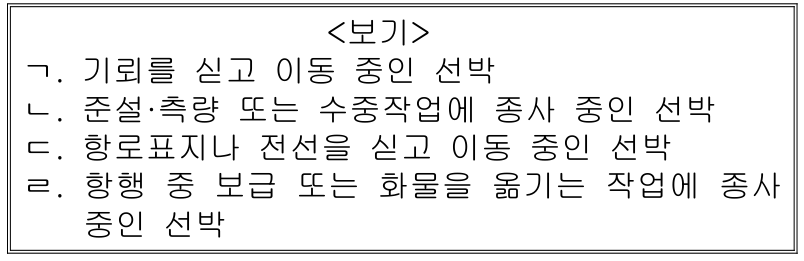 <보기>
ㄱ. 기뢰를 싣고 이동 중인 선박
ㄴ. 준설·측량 또는 수중작업에 종사 중인 선박
ㄷ. 항로표지나 전선을 싣고 이동 중인 선박
ㄹ. 항행 중 보급 또는 화물을 옮기는 작업에 종사
중인 선박